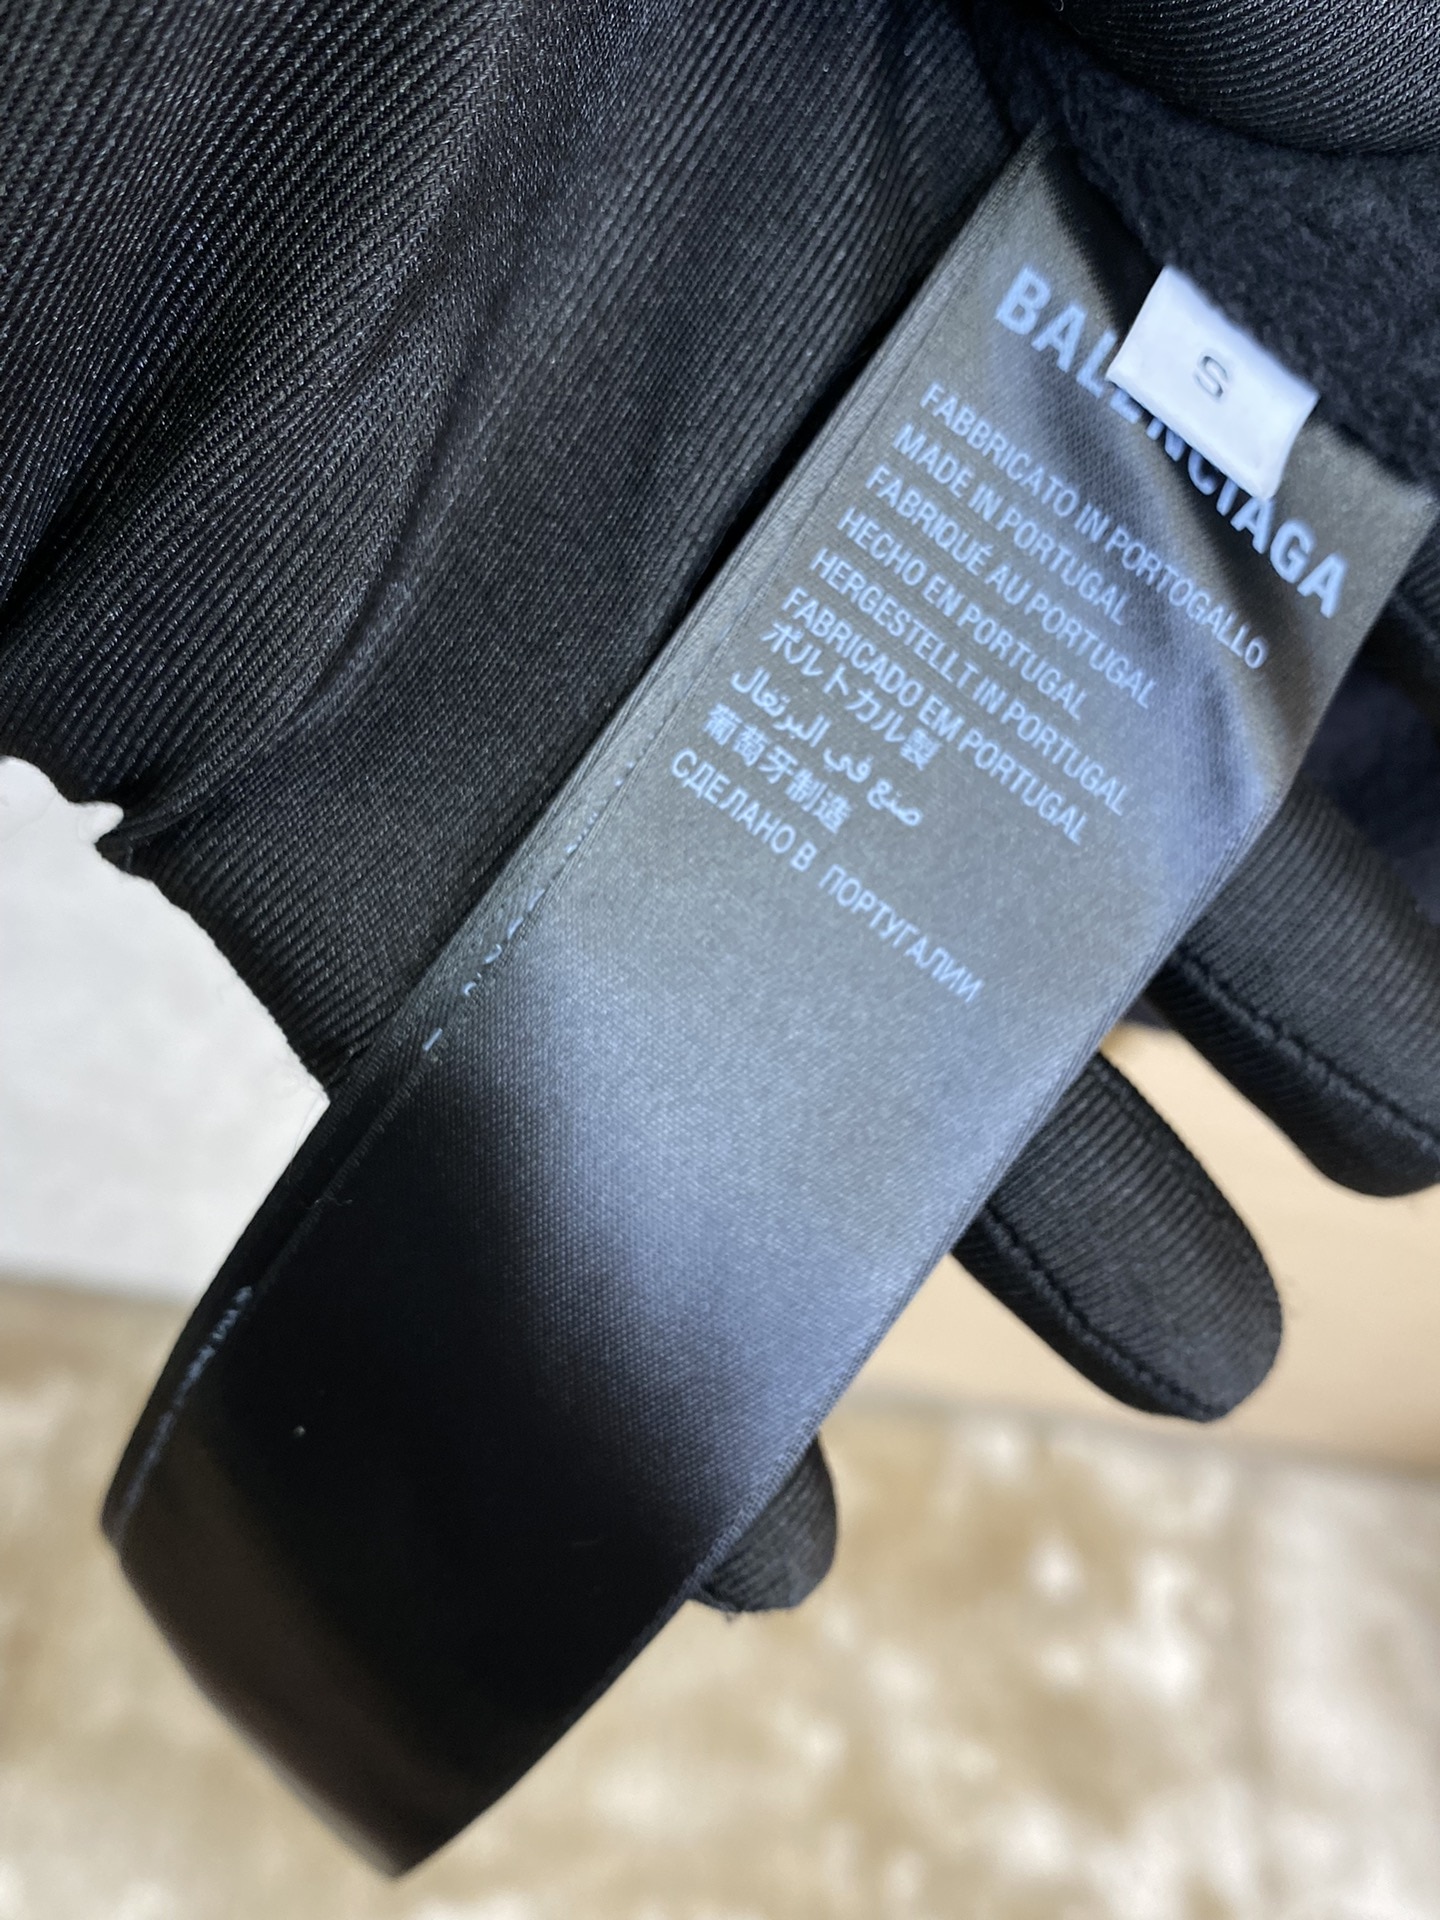 S
BALENCIAGA
FABBRICATO IN PORTOGALLO
MADE IN PORTUGAL
FABRIQUÉ AU PORTUGAL
HECHO EN PORTUGAL
HERGESTELLT IN PORTUGAL
FABRICADO EM PORTUGAL
ポルトカル製
صنع في البرتغال
葡萄牙制造
СДЕЛАНО В ПОРТУГАЛИИ